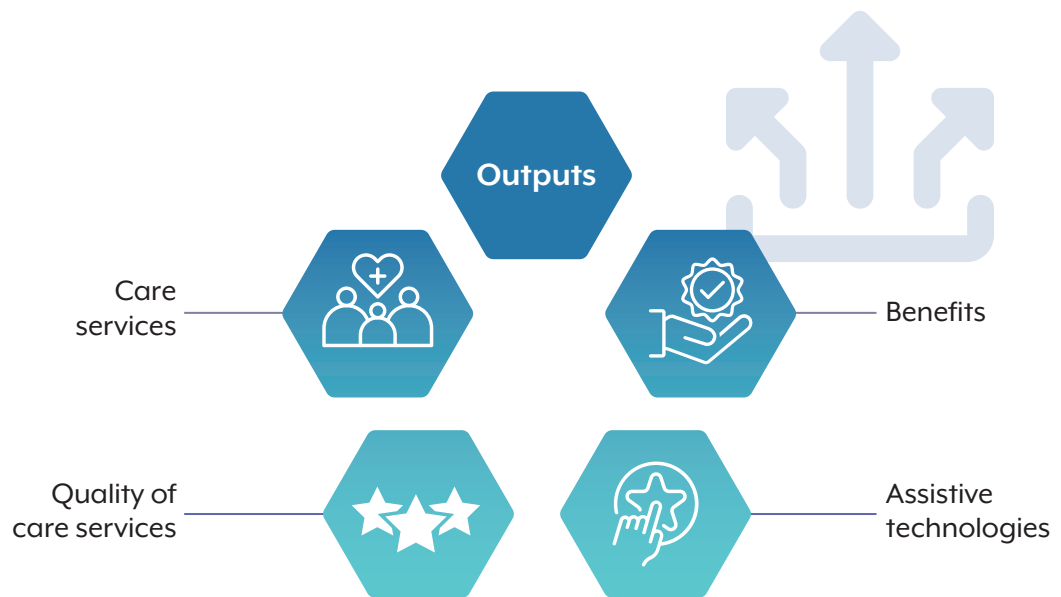 Outputs
Care
services
Benefits
Quality of
care services
Assistive
technologies